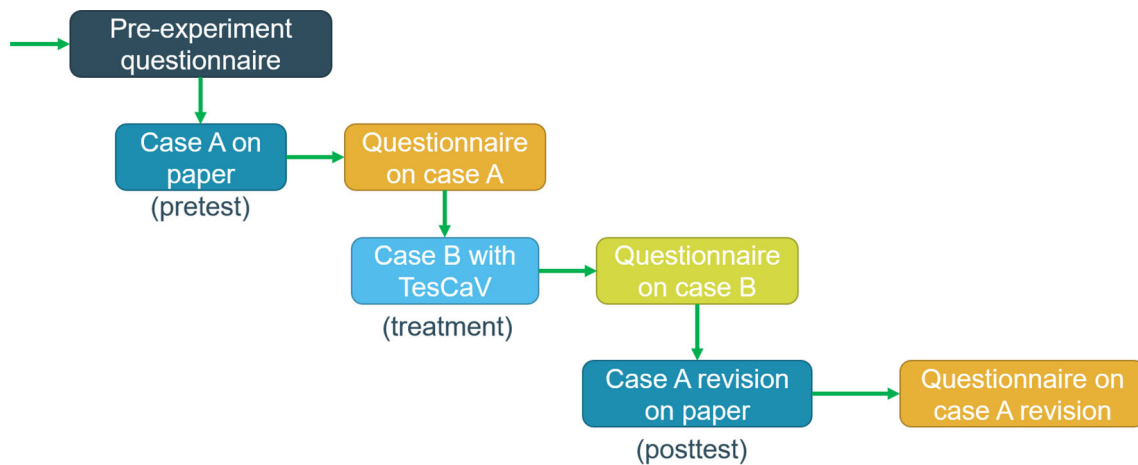 Pre-experiment
questionnaire
Case A on
paper
(pretest)
Questionnaire
on case A
Case B with
TesCaV
(treatment)
Questionnaire
on case B
Case A revision
on paper
(posttest)
Questionnaire on
case A revision